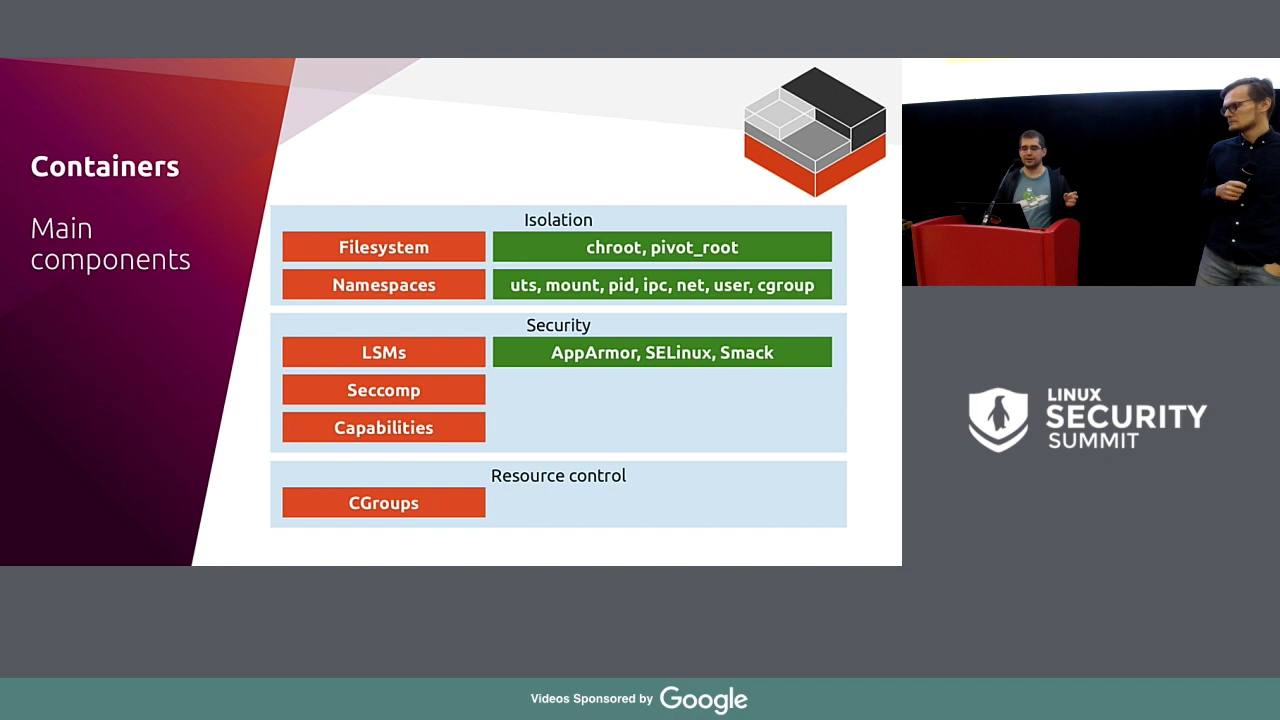 Containers
Main
components
Isolation
Filesystem
chroot, pivot_root
Namespaces
uts, mount, pid, ipc, net, user, cgroup
Security
LSMs
AppArmor, SELinux, Smack
Seccomp
Capabilities
Resource control
CGroups
LINUX
SECURITY
SUMMIT
Videos Sponsored by Google